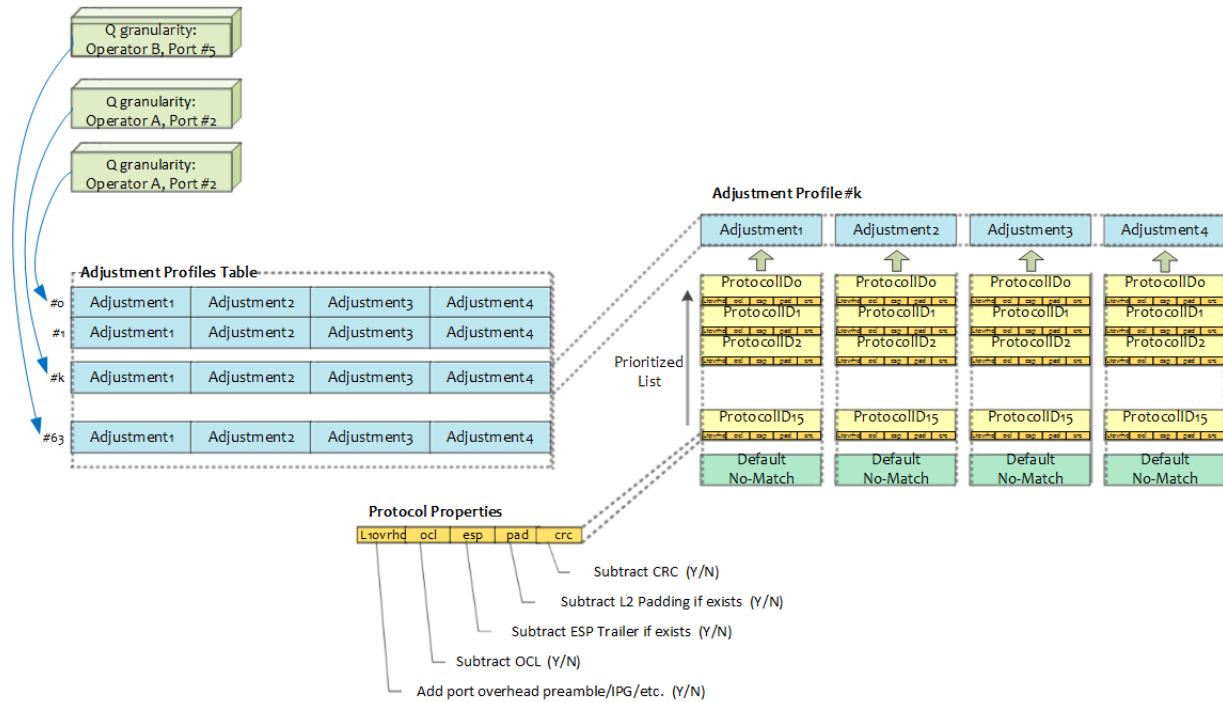 Q granularity:
Operator B, Port #5
Q granularity:
Operator A, Port #2
Q granularity:
Operator A, Port #2
Adjustment Profiles Table
#0 Adjustment1 Adjustment2 Adjustment3 Adjustment4
#1 Adjustment1 Adjustment2 Adjustment3 Adjustment4
#k Adjustment1 Adjustment2 Adjustment3 Adjustment4
#63 Adjustment1 Adjustment2 Adjustment3 Adjustment4
Adjustment Profile #k
Adjustment1 Adjustment2 Adjustment3 Adjustment4
ProtocolID0 ProtocolID0 ProtocolID0 ProtocolID0
ProtocolID1 ProtocolID1 ProtocolID1 ProtocolID1
ProtocolID2 ProtocolID2 ProtocolID2 ProtocolID2
Prioritized
List
ProtocolID15 ProtocolID15 ProtocolID15 ProtocolID15
Default Default Default Default
No-Match No-Match No-Match No-Match
Protocol Properties
L1ovrhd ocl esp pad crc
Subtract CRC (Y/N)
Subtract L2 Padding if exists (Y/N)
Subtract ESP Trailer if exists (Y/N)
Subtract OCL (Y/N)
Add port overhead preamble/IPG/etc. (Y/N)